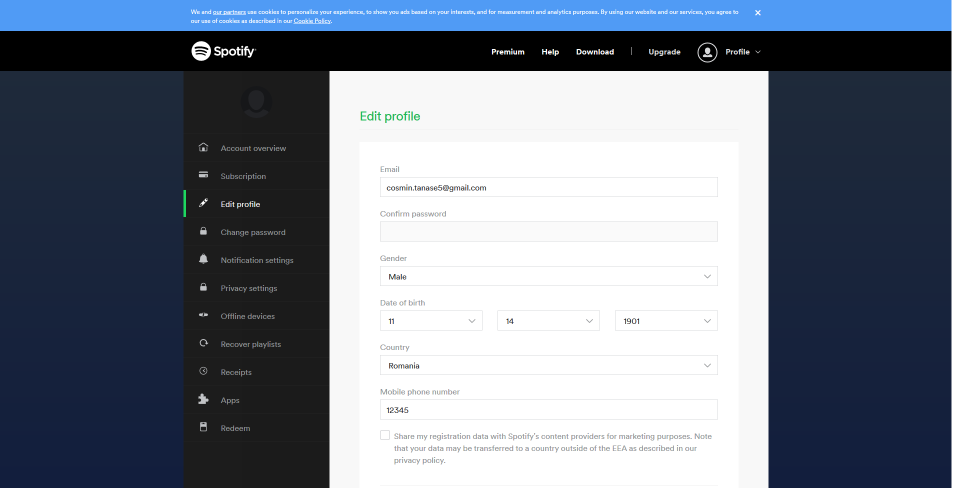 We and our partners use cookies to personalize your experience, to show you ads based on your interests, and for measurement and analytics purposes. By using our website and our services, you agree to
our use of cookies as described in our Cookie Policy.
Spotify
Premium Help Download Upgrade Profile
Edit profile
Account overview
Subscription
Edit profile
Change password
Notification settings
Privacy settings
Offline devices
Recover playlists
Receipts
Apps
Redeem
Email
cosmin.tanase5@gmail.com
Confirm password
Gender
Male
Date of birth
11 14 1901
Country
Romania
Mobile phone number
12345
Share my registration data with Spotify's content providers for marketing purposes. Note
that your data may be transferred to a country outside of the EEA as described in our
privacy policy.